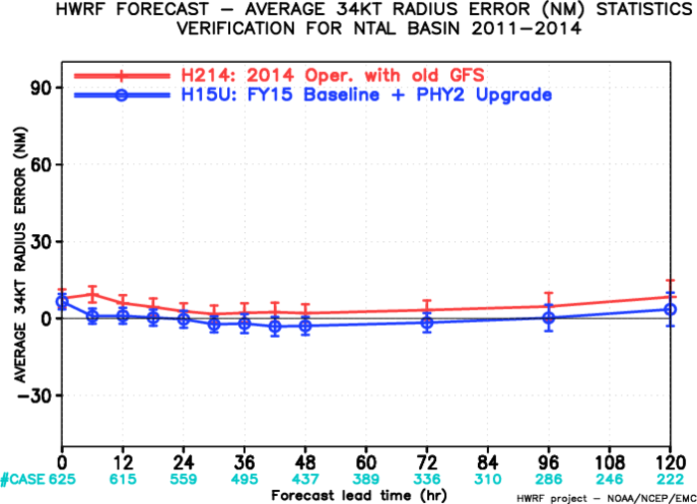 HWRF FORECAST – AVERAGE 34KT RADIUS ERROR (NM) STATISTICS
VERIFICATION FOR NTAL BASIN 2011–2014
H214: 2014 Oper. with old GFS
H15U: FY15 Baseline + PHY2 Upgrade
AVERAGE 34KT RADIUS ERROR (NM)
90
60
30
0
–30
0 12 24 36 48 60 72 84 96 108 120
#CASE 625 615 559 495 437 389 336 310 286 246 222
Forecast lead time (hr)
HWRF project – NOAA/NCEP/EMC